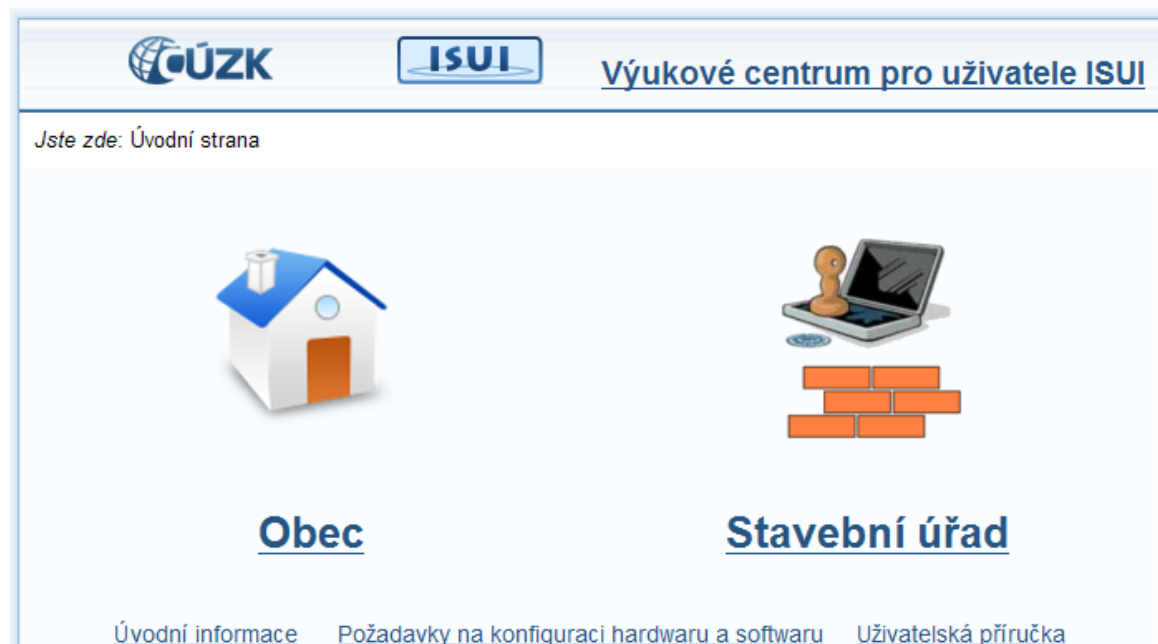 ČÚZK ISUI Výukové centrum pro uživatele ISUI
Jste zde: Úvodní strana
Obec Stavební úřad
Úvodní informace Požadavky na konfiguraci hardwaru a softwaru Uživatelská příručka